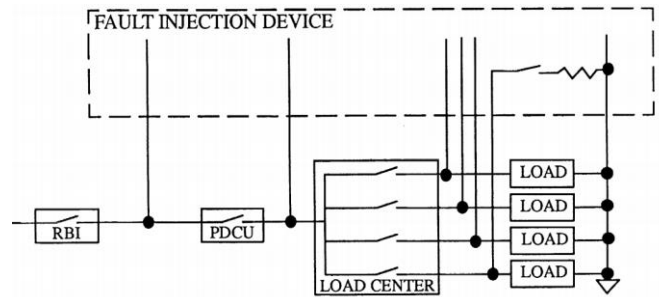 FAULT INJECTION DEVICE
LOAD
LOAD
LOAD
LOAD
RBI
PDCU
LOAD CENTER